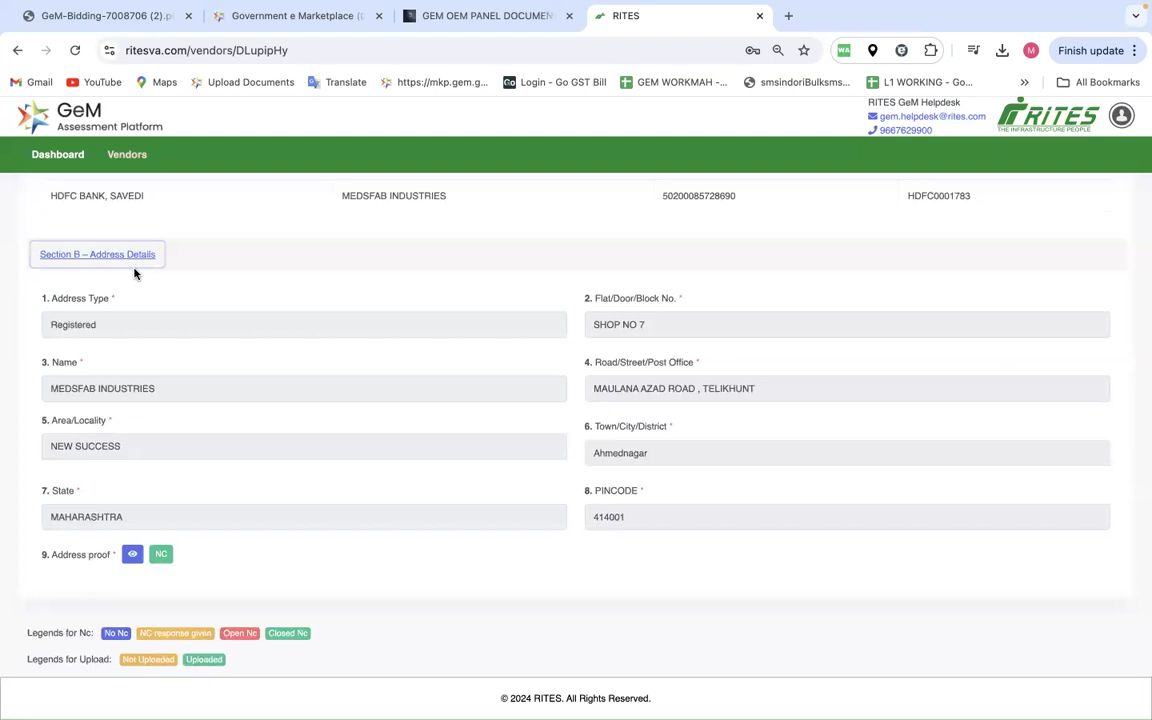 GeM-Bidding-7008706 (2).p
Government e Marketplace (
GEM OEM PANEL DOCUMEN
RITES
ritesva.com/vendors/DLupipHy
WA
M
Finish update
Gmail
YouTube
Maps
Upload Documents
Translate
https://mkp.gem.g...
Login - Go GST Bill
GEM WORKMAH -...
smsindoriBulksms...
L1 WORKING - Go...
All Bookmarks
GeM
Assessment Platform
RITES GeM Helpdesk
gem.helpdesk@rites.com
9667629900
RITES
THE INFRASTRUCTURE PEOPLE
Dashboard
Vendors
HDFC BANK, SAVEDI
MEDSFAB INDUSTRIES
50200085728690
HDFC0001783
Section B – Address Details
1. Address Type *
2. Flat/Door/Block No. *
Registered
SHOP NO 7
3. Name *
4. Road/Street/Post Office *
MEDSFAB INDUSTRIES
MAULANA AZAD ROAD , TELIKHUNT
5. Area/Locality *
6. Town/City/District *
NEW SUCCESS
Ahmednagar
7. State *
8. PINCODE *
MAHARASHTRA
414001
9. Address proof *
NC
Legends for Nc: No Nc NC response given Open Nc Closed Nc
Legends for Upload: Not Uploaded Uploaded
© 2024 RITES. All Rights Reserved.